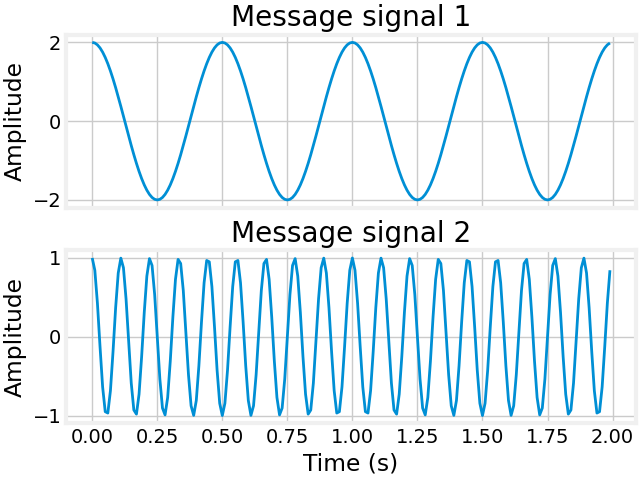 Message signal 1
Amplitude
2
0
−2
Message signal 2
Amplitude
1
0
−1
0.00 0.25 0.50 0.75 1.00 1.25 1.50 1.75 2.00
Time (s)